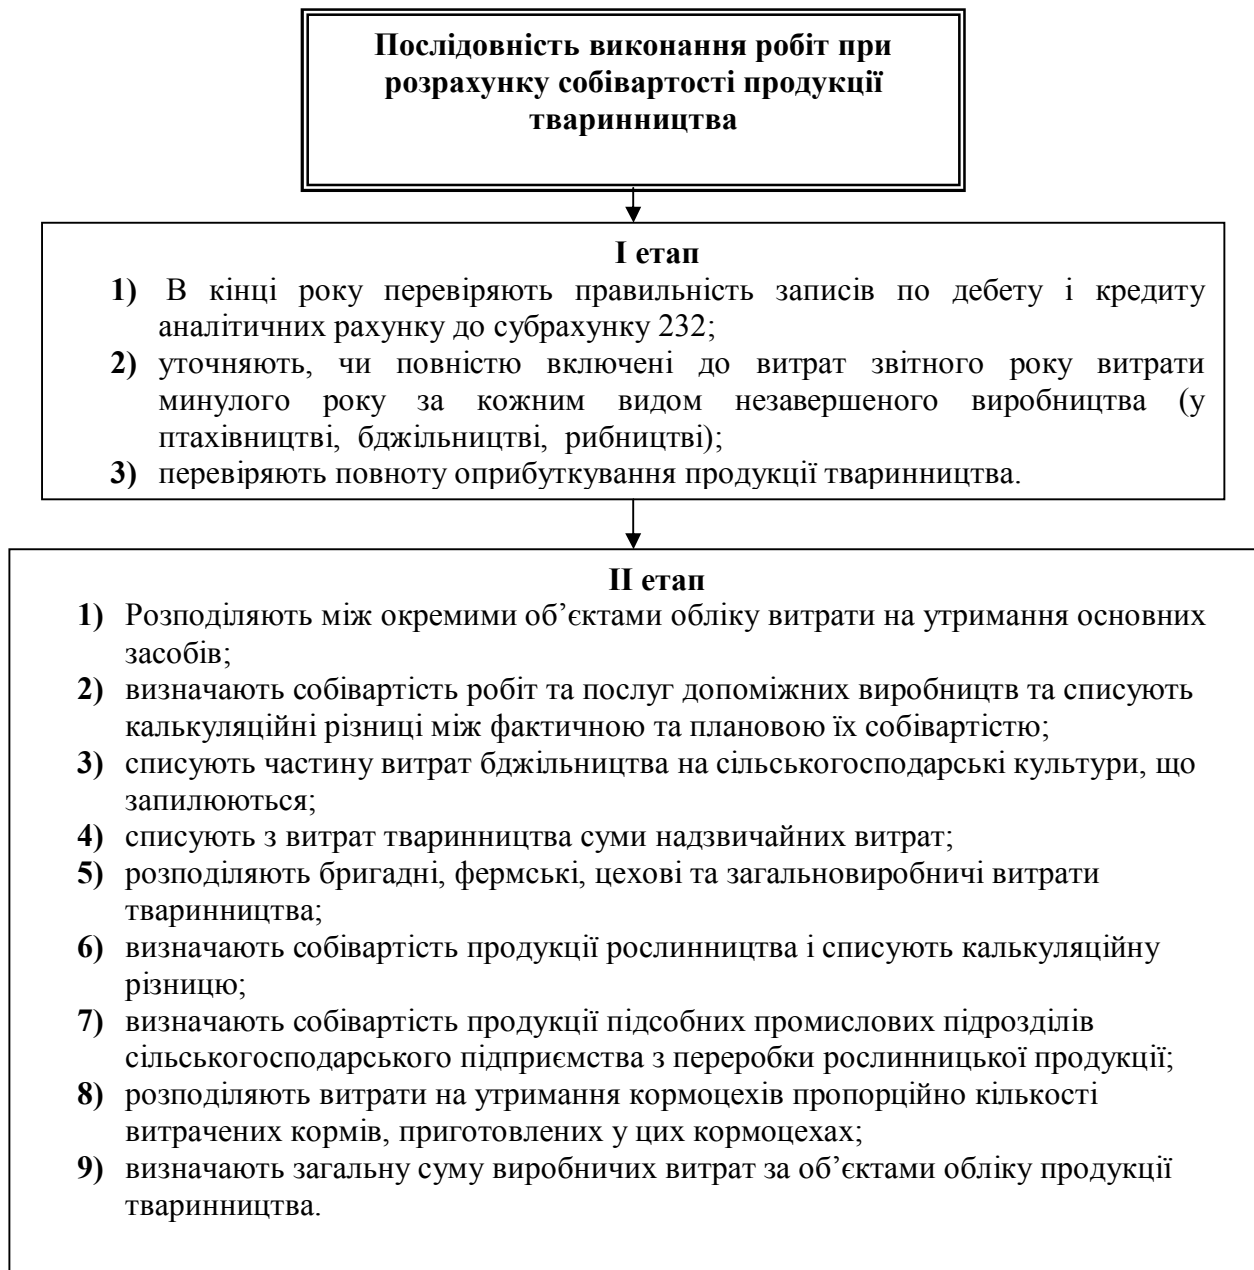 Послідовність виконання робіт при
розрахунку собівартості продукції
тваринництва
І етап
1) В кінці року перевіряють правильність записів по дебету і кредиту
аналітичних рахунку до субрахунку 232;
2) уточняють, чи повністю включені до витрат звітного року витрати
минулого року за кожним видом незавершеного виробництва (у
птахівництві, бджільництві, рибництві);
3) перевіряють повноту оприбуткування продукції тваринництва.
ІІ етап
1) Розподіляють між окремими об’єктами обліку витрати на утримання основних
засобів;
2) визначають собівартість робіт та послуг допоміжних виробництв та списують
калькуляційні різниці між фактичною та плановою їх собівартістю;
3) списують частину витрат бджільництва на сільськогосподарські культури, що
запилюються;
4) списують з витрат тваринництва суми надзвичайних витрат;
5) розподіляють бригадні, фермські, цехові та загальновиробничі витрати
тваринництва;
6) визначають собівартість продукції рослинництва і списують калькуляційну
різницю;
7) визначають собівартість продукції підсобних промислових підрозділів
сільськогосподарського підприємства з переробки рослинницької продукції;
8) розподіляють витрати на утримання кормоцехів пропорційно кількості
витрачених кормів, приготовлених у цих кормоцехах;
9) визначають загальну суму виробничих витрат за об’єктами обліку продукції
тваринництва.